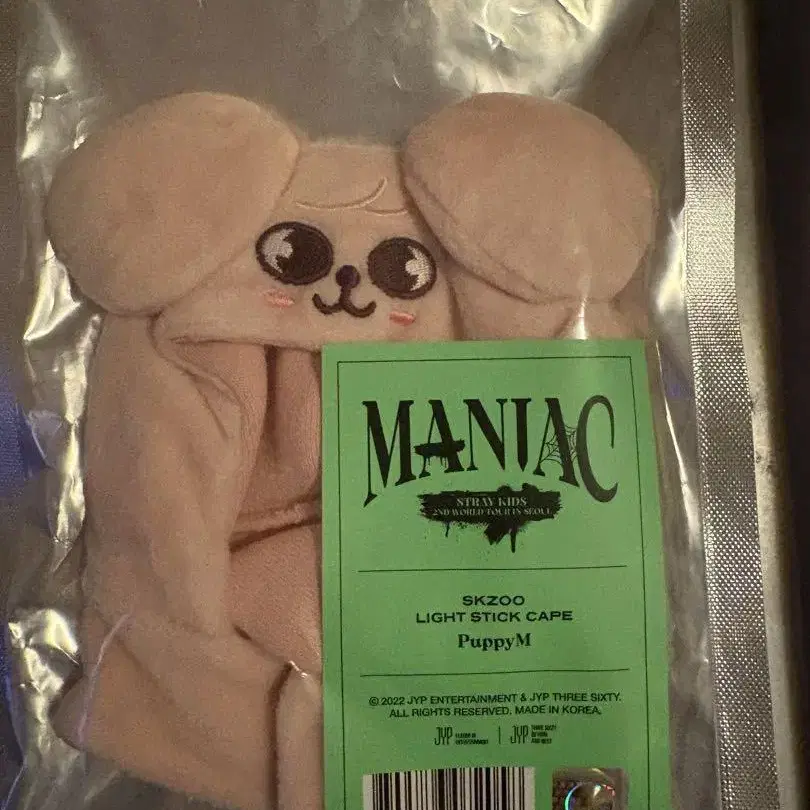 MANIAC
STRAY KIDS
2ND WORLD TOUR IN SEOUL
SKZOO
LIGHT STICK CAPE
PuppyM
© 2022 JYP ENTERTAINMENT & JYP THREE SIXTY.
ALL RIGHTS RESERVED. MADE IN KOREA.
JYP JYP